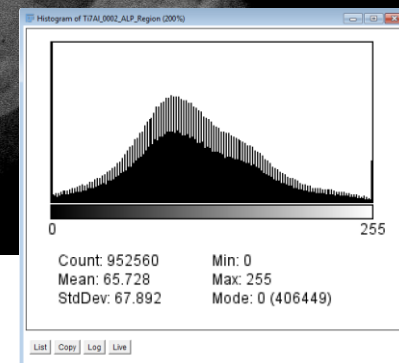 Histogram of Ti7Al_0002_ALP_Region (200%)
0 255
Count: 952560 Min: 0
Mean: 65.728 Max: 255
StdDev: 67.892 Mode: 0 (406449)
List Copy Log Live